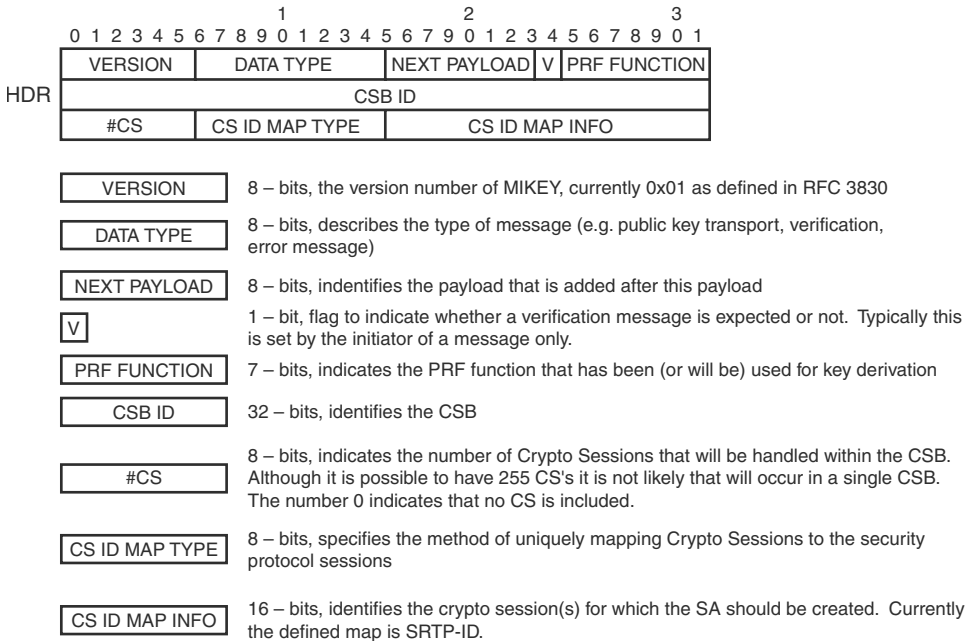 1 2 3
0 1 2 3 4 5 6 7 8 9 0 1 2 3 4 5 6 7 9 0 1 2 3 4 5 6 7 8 9 0 1
VERSION DATA TYPE NEXT PAYLOAD V PRF FUNCTION
HDR CSB ID
#CS CS ID MAP TYPE CS ID MAP INFO
VERSION 8 – bits, the version number of MIKEY, currently 0x01 as defined in RFC 3830
DATA TYPE 8 – bits, describes the type of message (e.g. public key transport, verification,
error message)
NEXT PAYLOAD 8 – bits, indentifies the payload that is added after this payload
V 1 – bit, flag to indicate whether a verification message is expected or not. Typically this
is set by the initiator of a message only.
PRF FUNCTION 7 – bits, indicates the PRF function that has been (or will be) used for key derivation
CSB ID 32 – bits, identifies the CSB
#CS 8 – bits, indicates the number of Crypto Sessions that will be handled within the CSB.
Although it is possible to have 255 CS's it is not likely that will occur in a single CSB.
The number 0 indicates that no CS is included.
CS ID MAP TYPE 8 – bits, specifies the method of uniquely mapping Crypto Sessions to the security
protocol sessions
CS ID MAP INFO 16 – bits, identifies the crypto session(s) for which the SA should be created. Currently
the defined map is SRTP-ID.